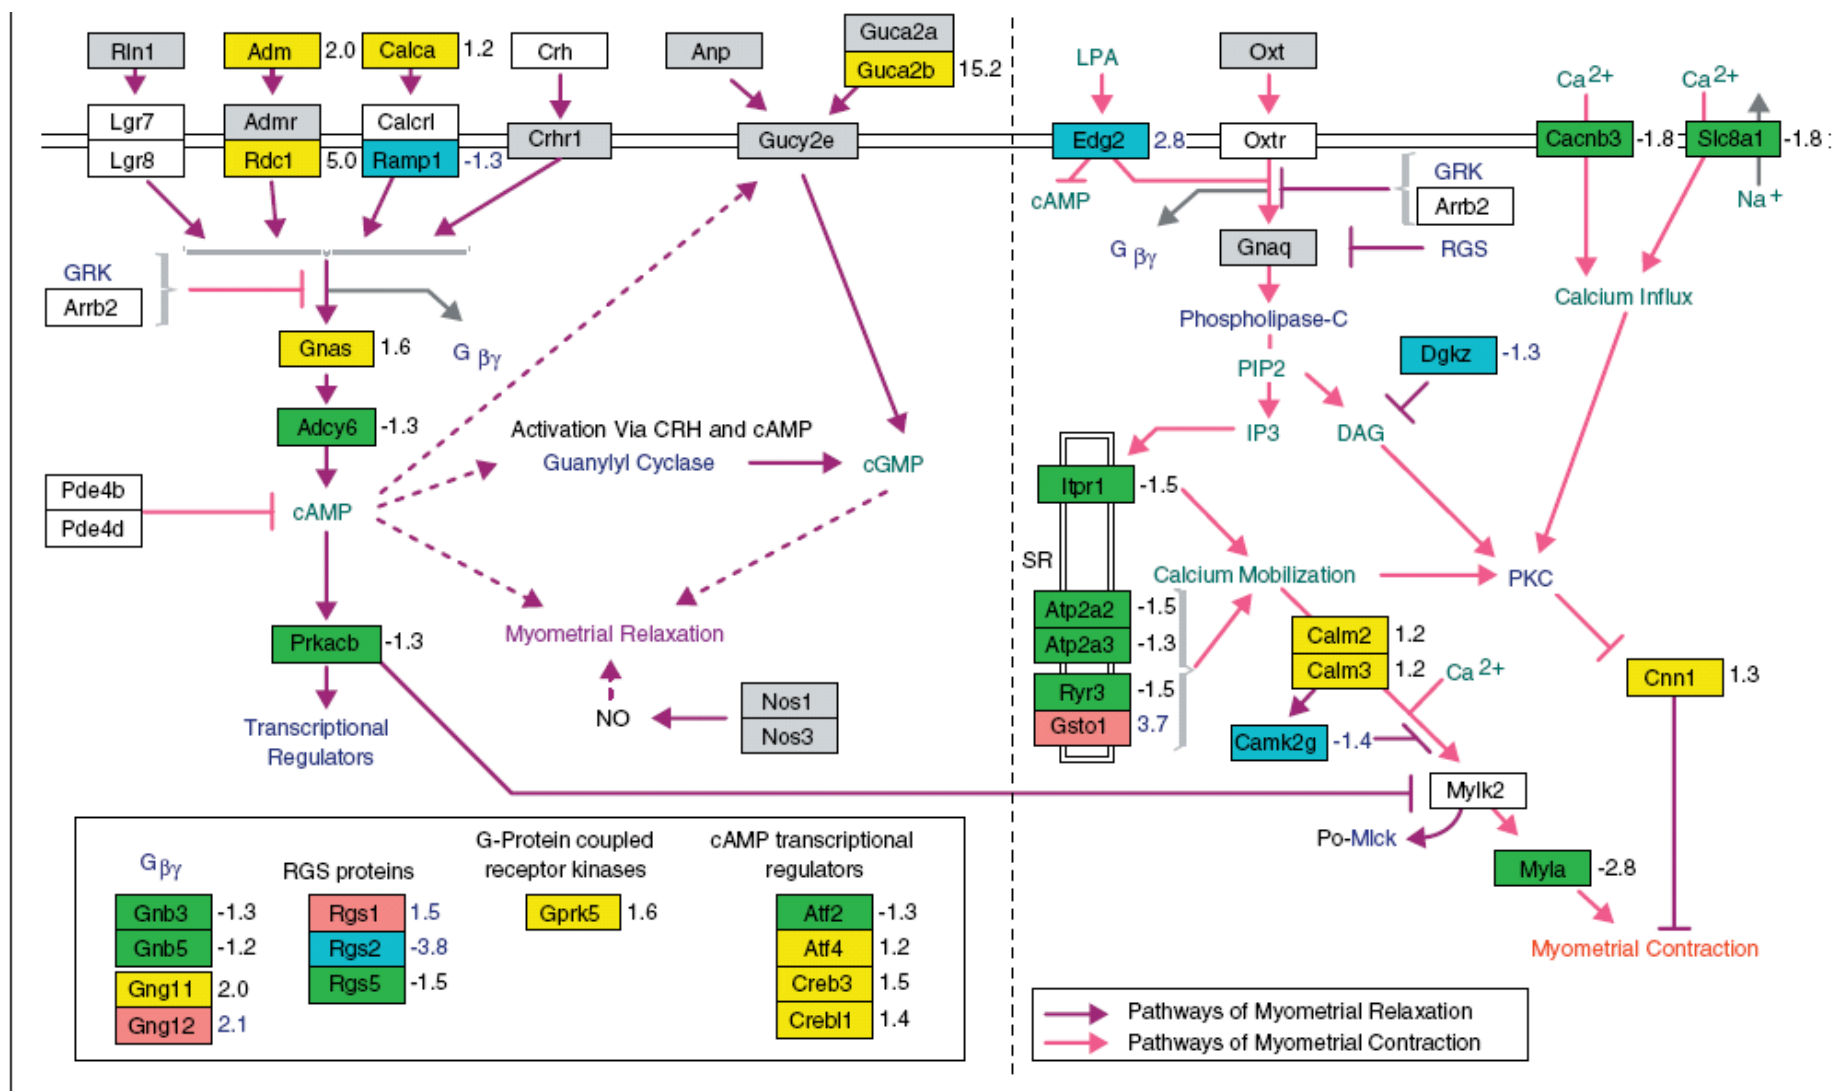 Rln1
Adm 2.0
Calca 1.2
Crh
Anp
Guca2a
Guca2b 15.2
Lgr7
Lgr8
Admr
Rdc1 5.0
Calcrl
Ramp1 -1.3
Crhr1
Gucy2e
GRK
Arrb2
Gnas 1.6
G βγ
Adcy6 -1.3
Activation Via CRH and cAMP
Guanylyl Cyclase
cGMP
Pde4b
Pde4d
cAMP
Myometrial Relaxation
Prkacb -1.3
NO
Nos1
Nos3
Transcriptional
Regulators
LPA
Oxt
Ca 2+
Ca 2+
Edg2 2.8
Oxtr
Cacnb3 -1.8
Slc8a1 -1.8 :
cAMP
GRK
Arrb2
Na +
G βγ
Gnaq
RGS
Calcium Influx
Phospholipase-C
PIP2
Dgkz -1.3
IP3
DAG
Itpr1 -1.5
SR
Calcium Mobilization
PKC
Atp2a2 -1.5
Atp2a3 -1.3
Ryr3 -1.5
Gsto1 3.7
Calm2 1.2
Calm3 1.2
Ca 2+
Cnn1 1.3
Camk2g -1.4
Mylk2
Po-Mlck
Myla -2.8
Myometrial Contraction
G βγ
Gnb3 -1.3
Gnb5 -1.2
Gng11 2.0
Gng12 2.1
RGS proteins
Rgs1 1.5
Rgs2 -3.8
Rgs5 -1.5
G-Protein coupled
receptor kinases
Gprk5 1.6
cAMP transcriptional
regulators
Atf2 -1.3
Atf4 1.2
Creb3 1.5
Crebl1 1.4
Pathways of Myometrial Relaxation
Pathways of Myometrial Contraction